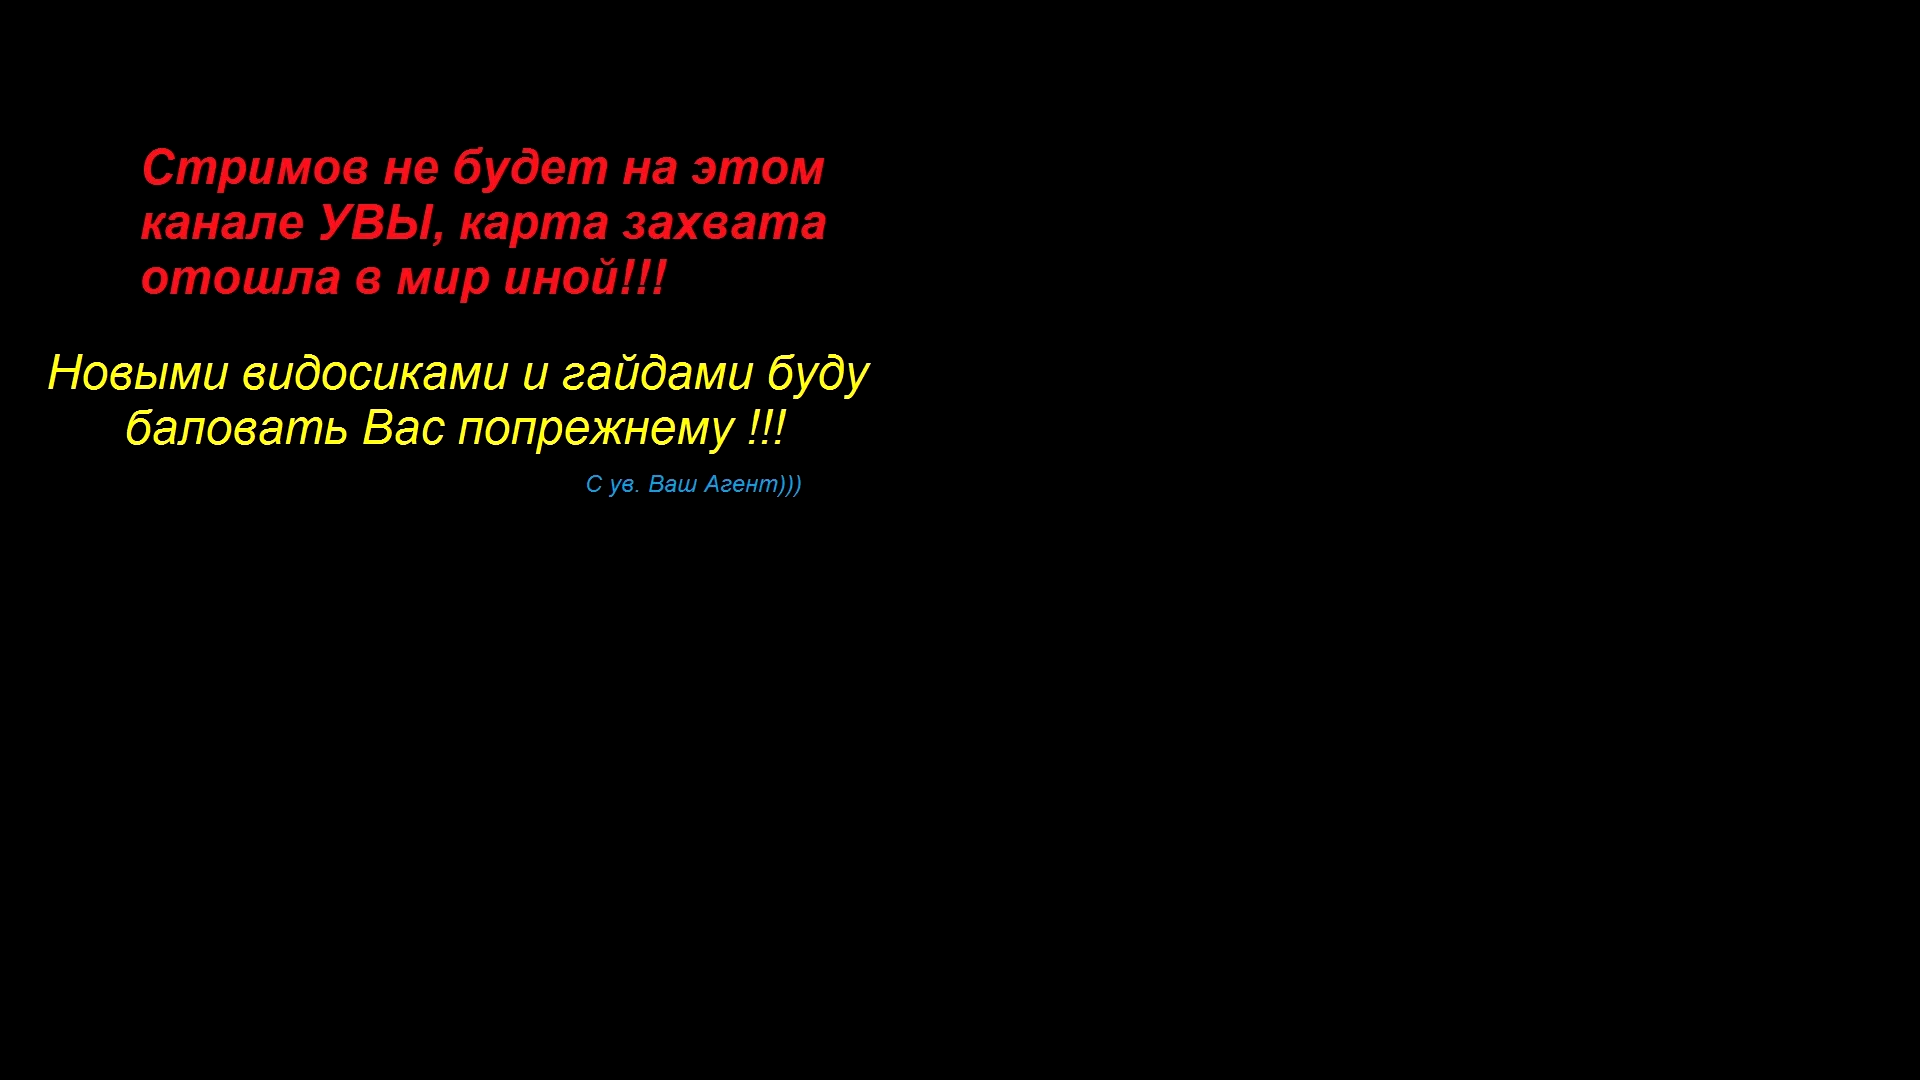 Стримов не будет на этом
канале УВЫ, карта захвата
отошла в мир иной!!!
Новыми видосиками и гайдами буду
баловать Вас попрежнему !!!
С ув. Ваш Агент)))